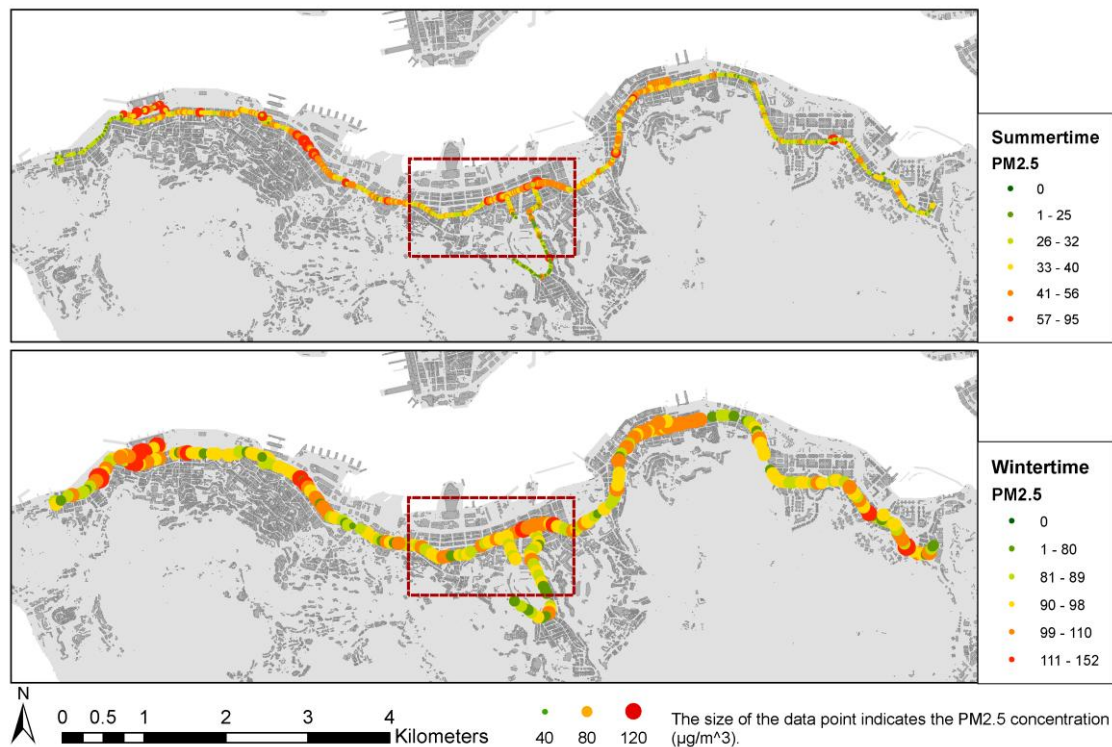 Summertime
PM2.5
0
1 - 25
26 - 32
33 - 40
41 - 56
57 - 95
Wintertime
PM2.5
0
1 - 80
81 - 89
90 - 98
99 - 110
111 - 152
N
0 0.5 1 2 3 4
Kilometers
40 80 120
The size of the data point indicates the PM2.5 concentration
(µg/m^3).